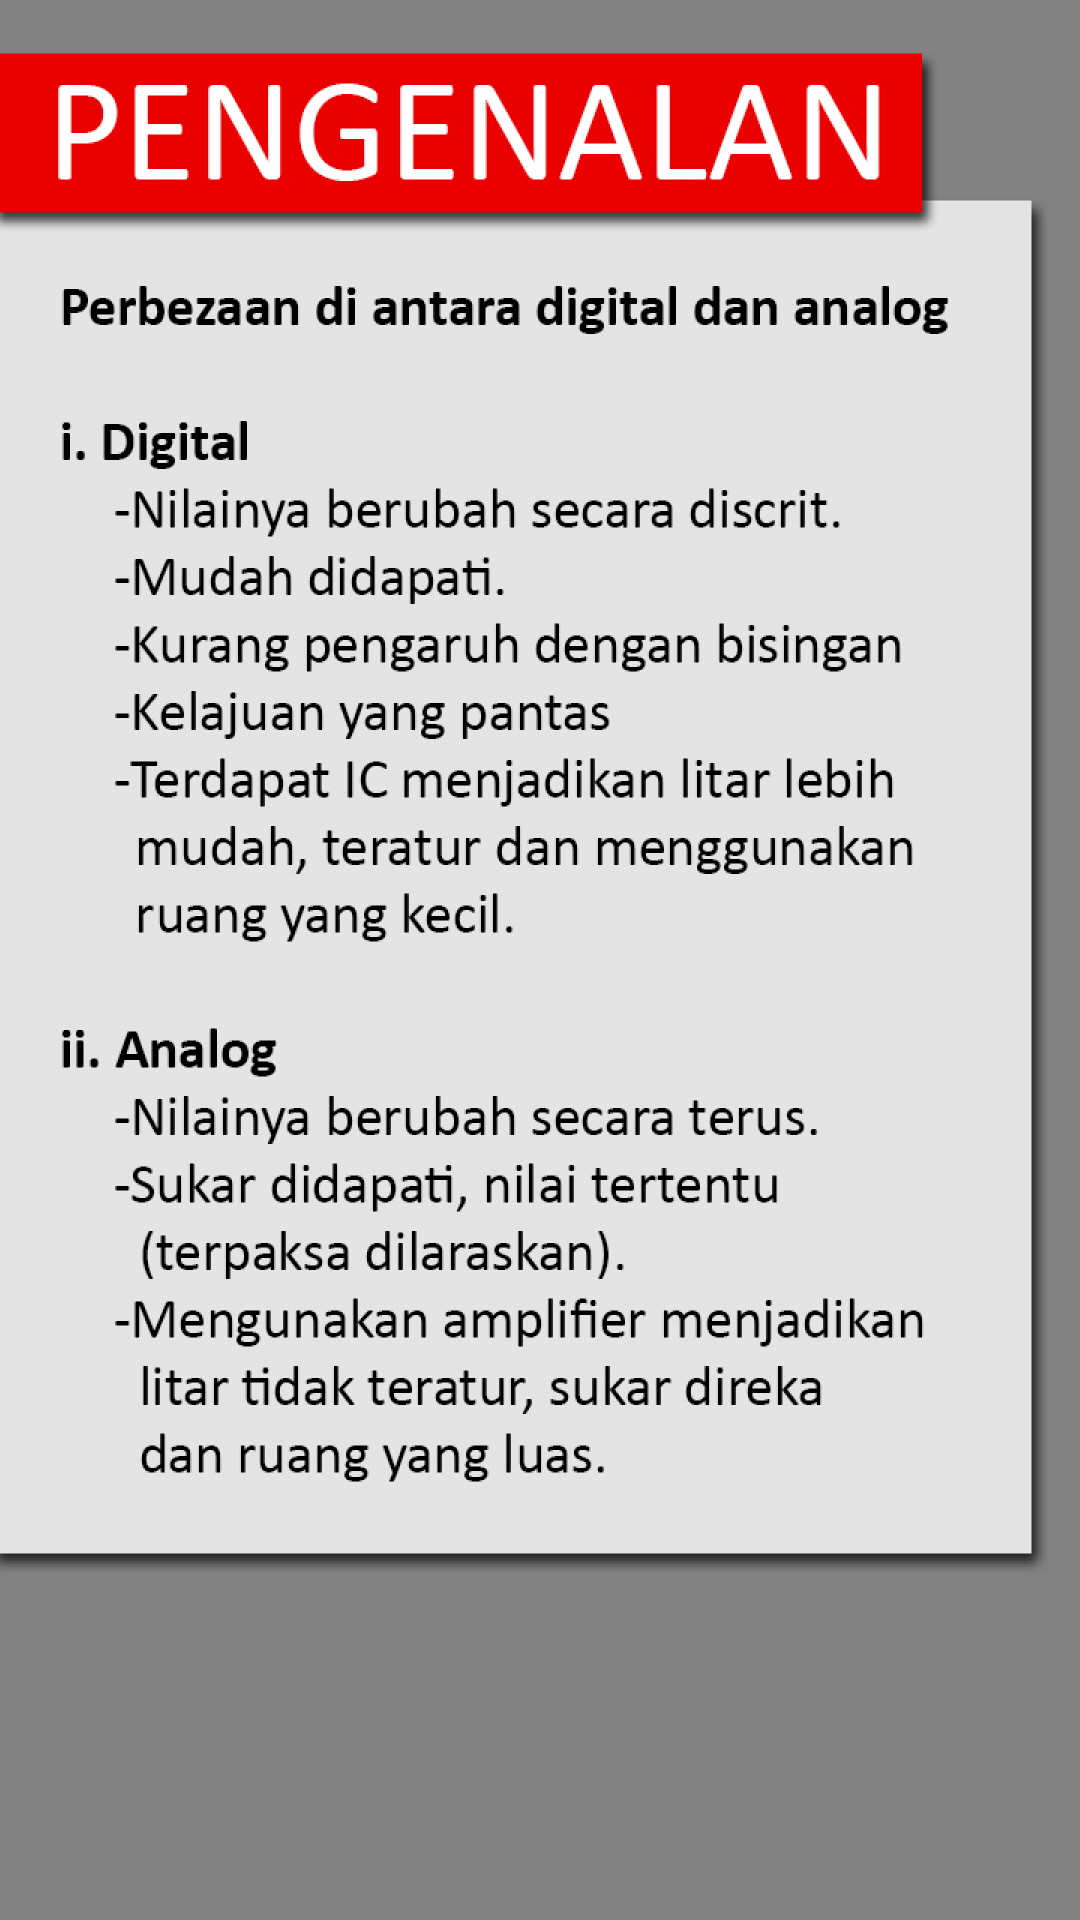 PENGENALAN
Perbezaan di antara digital dan analog
i. Digital
-Nilainya berubah secara discrit.
-Mudah didapati.
-Kurang pengaruh dengan bisingan
-Kelajuan yang pantas
-Terdapat IC menjadikan litar lebih
mudah, teratur dan menggunakan
ruang yang kecil.
ii. Analog
-Nilainya berubah secara terus.
-Sukar didapati, nilai tertentu
(terpaksa dilaraskan).
-Mengunakan amplifier menjadikan
litar tidak teratur, sukar direka
dan ruang yang luas.